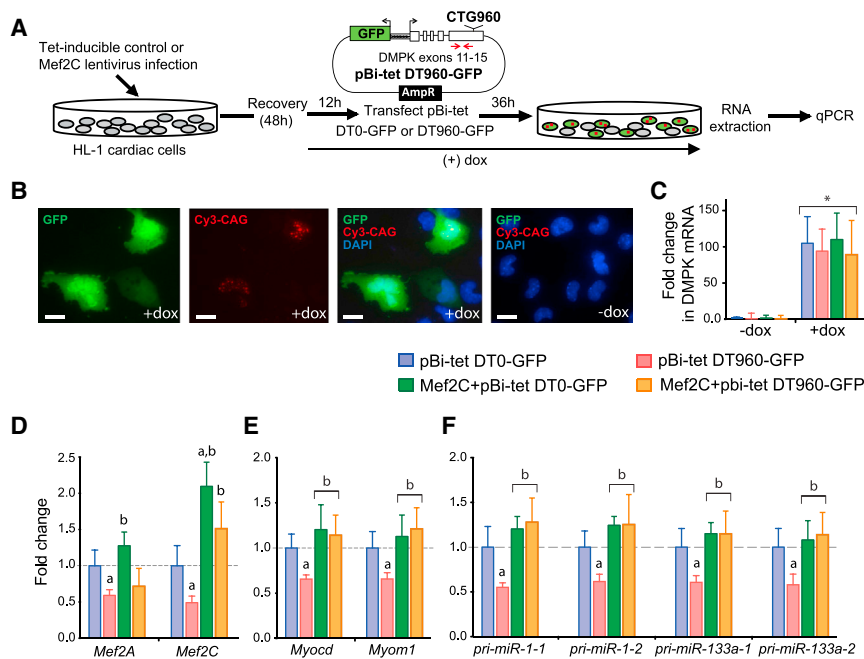 A
Tet-inducible control or
Mef2C lentivirus infection
HL-1 cardiac cells
Recovery
(48h)
12h
GFP
CTG960
DMPK exons 11-15
pBi-tet DT960-GFP
AmpR
Transfect pBi-tet
DT0-GFP or DT960-GFP
36h
(+) dox
RNA
extraction
qPCR
B
GFP
+dox
Cy3-CAG
+dox
GFP
Cy3-CAG
DAPI
+dox
GFP
Cy3-CAG
DAPI
-dox
C
Fold change
in DMPK mRNA
150
100
50
0.0
*
-dox
+dox
pBi-tet DT0-GFP
pBi-tet DT960-GFP
Mef2C+pBi-tet DT0-GFP
Mef2C+pbi-tet DT960-GFP
D
Fold change
2.5
2.0
1.5
1.0
0.5
0.0
a
b
a
a,b
b
Mef2A
Mef2C
E
2.0
1.5
1.0
0.5
0.0
a
b
a
b
Myocd
Myom1
F
2.0
1.5
1.0
0.5
0.0
a
b
a
b
a
b
a
b
pri-miR-1-1
pri-miR-1-2
pri-miR-133a-1
pri-miR-133a-2